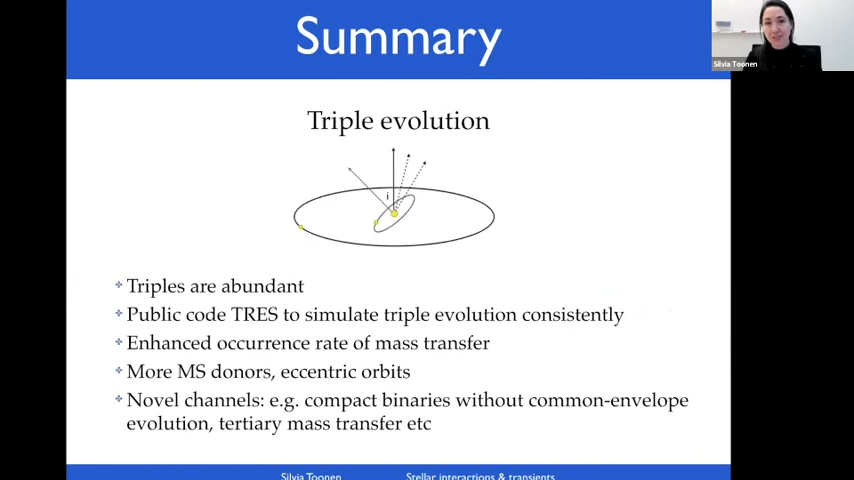 Summary
Silvia Toonen
Triple evolution
i
Triples are abundant
Public code TRES to simulate triple evolution consistently
Enhanced occurrence rate of mass transfer
More MS donors, eccentric orbits
Novel channels: e.g. compact binaries without common-envelope
evolution, tertiary mass transfer etc
Silvia Toonen
Stellar interactions & transients